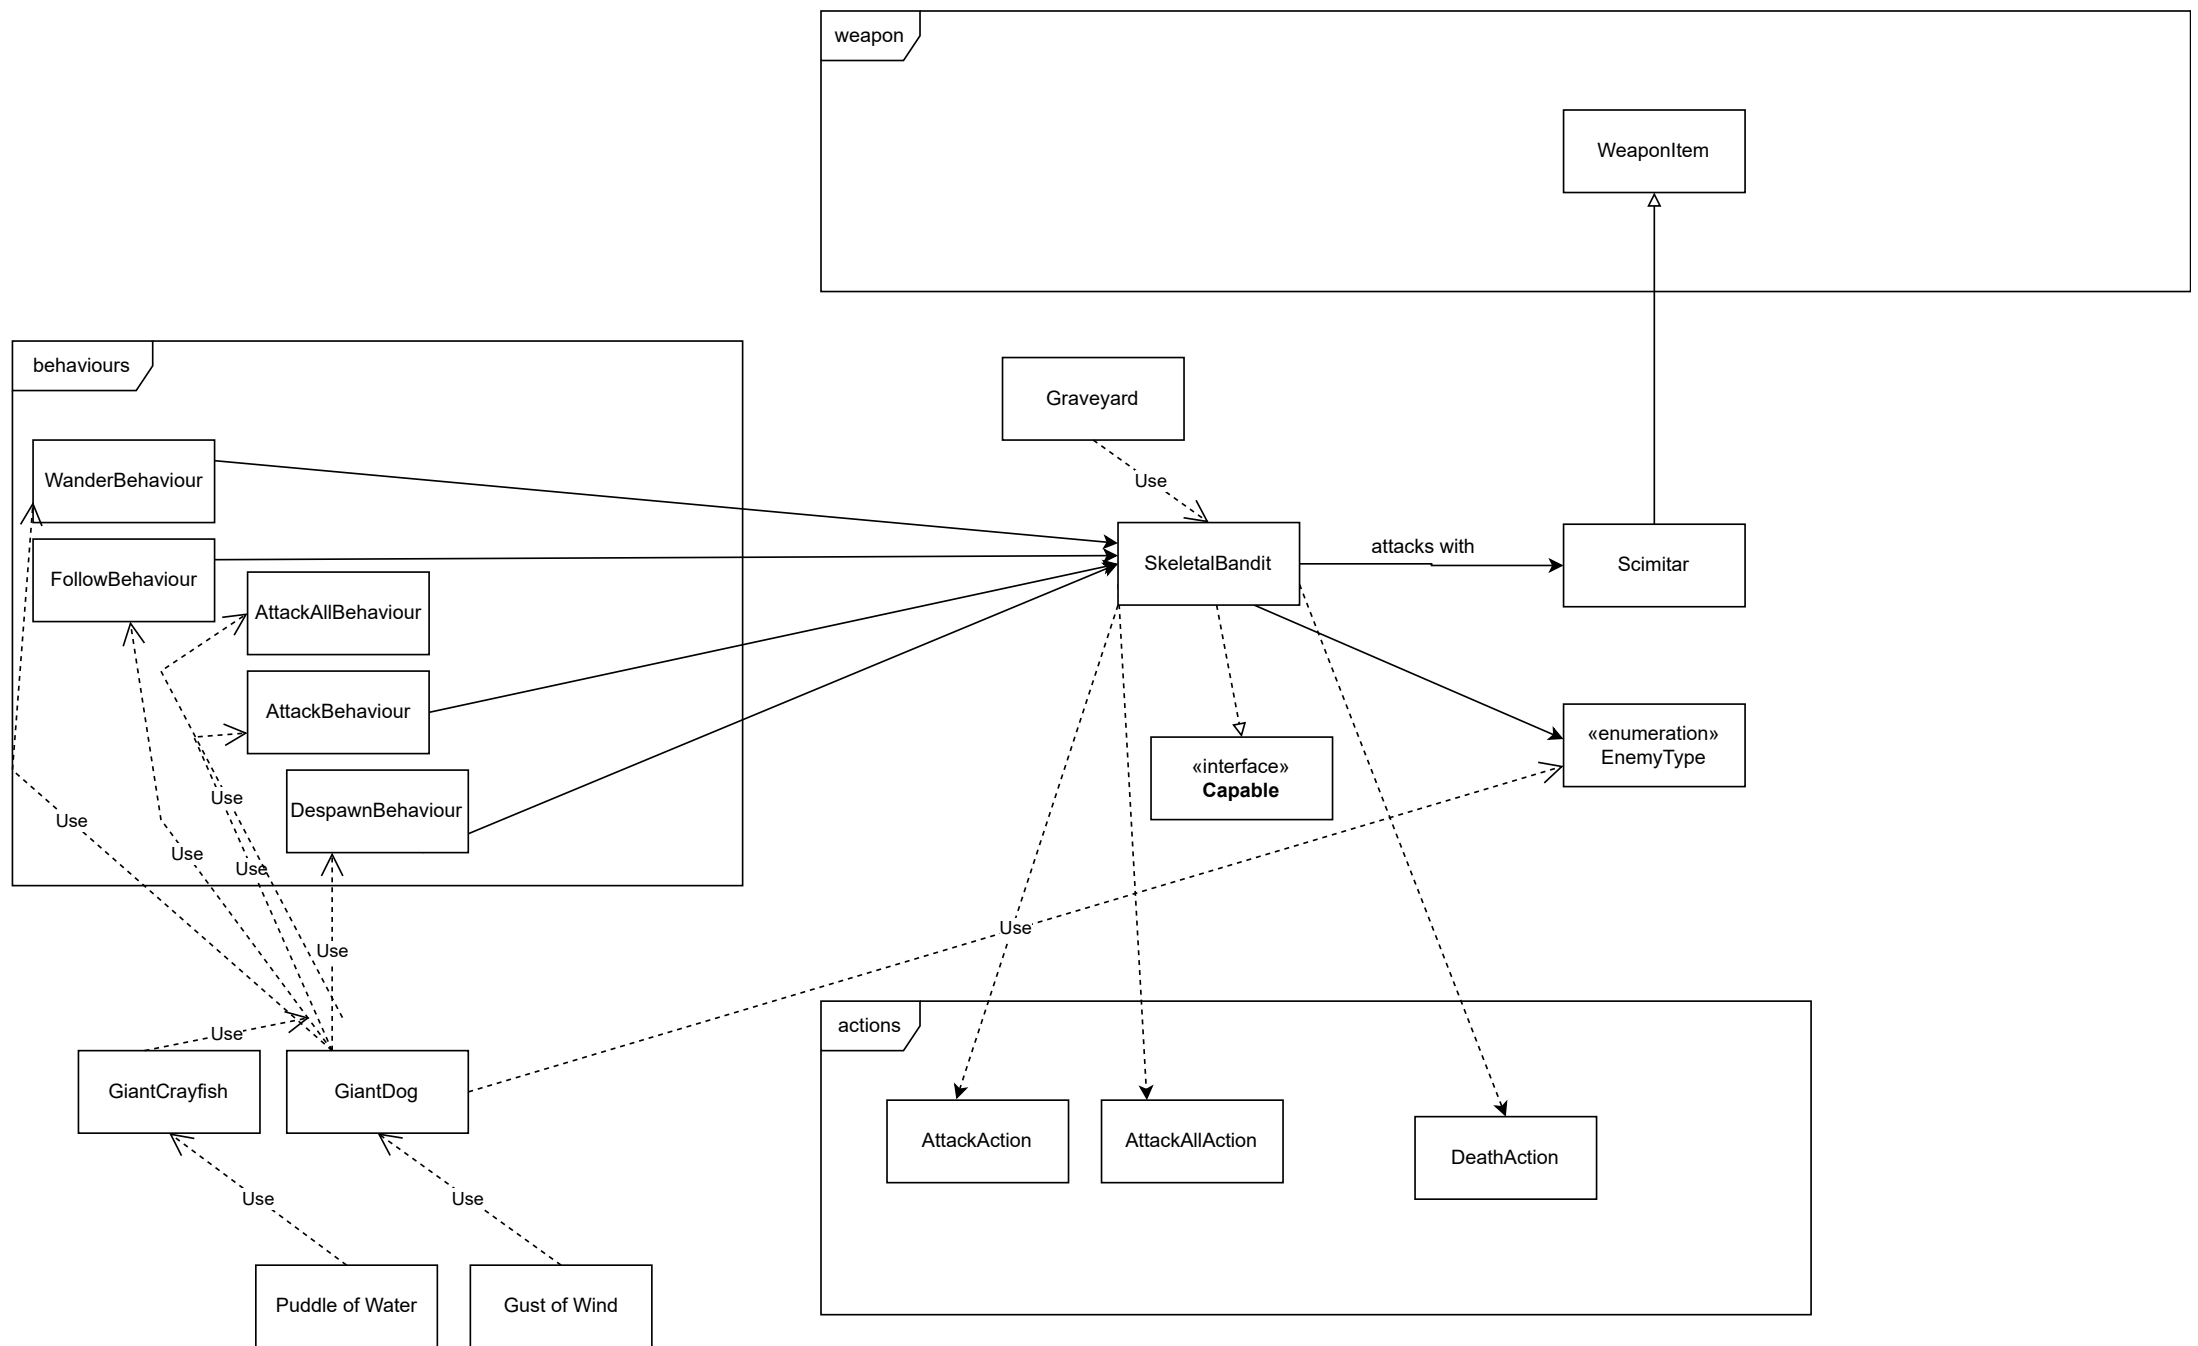 weapon
WeaponItem
behaviours
Graveyard
WanderBehaviour
Use
FollowBehaviour
attacks with
SkeletalBandit
Scimitar
AttackAllBehaviour
AttackBehaviour
«enumeration»
EnemyType
«interface»
Capable
Use
DespawnBehaviour
Use
Use
Use
Use
Use
actions
Use
GiantCrayfish
GiantDog
AttackAction
AttackAllAction
DeathAction
Use
Use
Puddle of Water
Gust of Wind